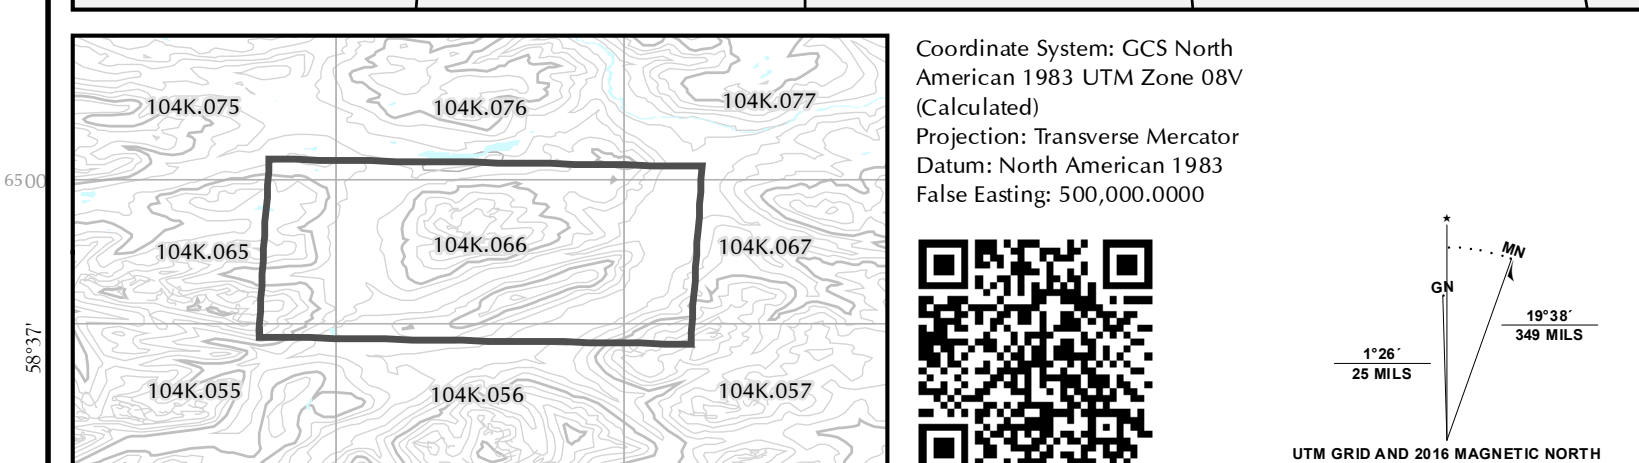 104K.075
104K.076
104K.077
6500
104K.065
104K.066
104K.067
58°37'
104K.055
104K.056
104K.057
Coordinate System: GCS North
American 1983 UTM Zone 08V
(Calculated)
Projection: Transverse Mercator
Datum: North American 1983
False Easting: 500,000.0000
MN
GN
19°38´
349 MILS
1°26´
25 MILS
UTM GRID AND 2016 MAGNETIC NORTH